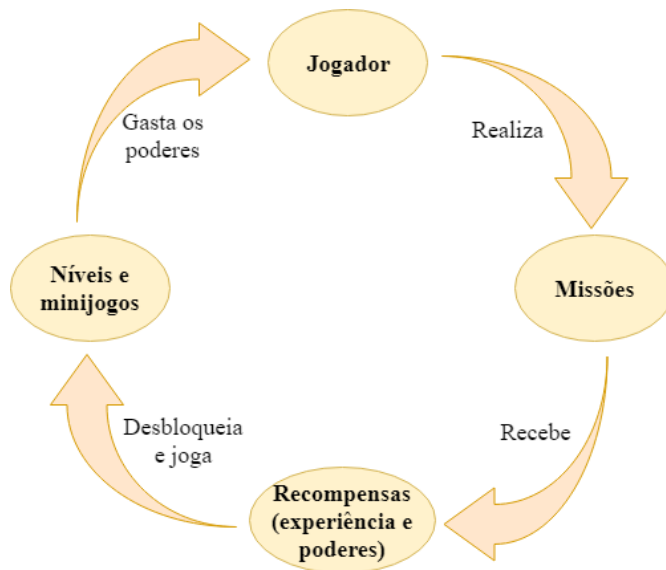 Jogador
Realiza
Missões
Recebe
Recompensas
(experiência e
poderes)
Desbloqueia
e joga
Níveis e
minijogos
Gasta os
poderes